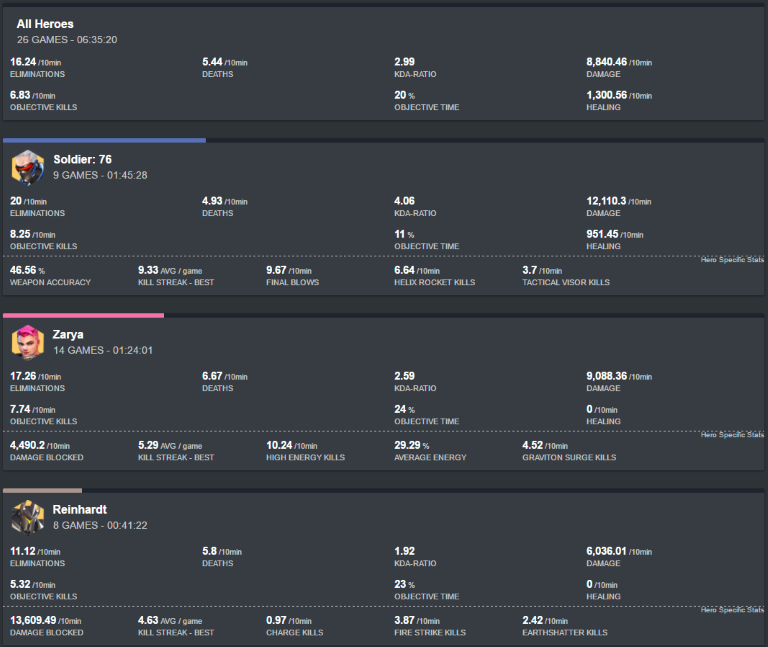 All Heroes
26 GAMES - 06:35:20
16.24 /10min 5.44 /10min 2.99 8,840.46 /10min
ELIMINATIONS DEATHS KDA-RATIO DAMAGE
6.83 /10min 20 % 1,300.56 /10min
OBJECTIVE KILLS OBJECTIVE TIME HEALING
Soldier: 76
9 GAMES - 01:45:28
20 /10min 4.93 /10min 4.06 12,110.3 /10min
ELIMINATIONS DEATHS KDA-RATIO DAMAGE
8.25 /10min 11 % 951.45 /10min
OBJECTIVE KILLS OBJECTIVE TIME HEALING
Hero Specific Stats
46.56 % 9.33 AVG / game 9.67 /10min 6.64 /10min 3.7 /10min
WEAPON ACCURACY KILL STREAK - BEST FINAL BLOWS HELIX ROCKET KILLS TACTICAL VISOR KILLS
Zarya
14 GAMES - 01:24:01
17.26 /10min 6.67 /10min 2.59 9,088.36 /10min
ELIMINATIONS DEATHS KDA-RATIO DAMAGE
7.74 /10min 24 % 0 /10min
OBJECTIVE KILLS OBJECTIVE TIME HEALING
Hero Specific Stats
4,490.2 /10min 5.29 AVG / game 10.24 /10min 29.29 % 4.52 /10min
DAMAGE BLOCKED KILL STREAK - BEST HIGH ENERGY KILLS AVERAGE ENERGY GRAVITON SURGE KILLS
Reinhardt
8 GAMES - 00:41:22
11.12 /10min 5.8 /10min 1.92 6,036.01 /10min
ELIMINATIONS DEATHS KDA-RATIO DAMAGE
5.32 /10min 23 % 0 /10min
OBJECTIVE KILLS OBJECTIVE TIME HEALING
Hero Specific Stats
13,609.49 /10min 4.63 AVG / game 0.97 /10min 3.87 /10min 2.42 /10min
DAMAGE BLOCKED KILL STREAK - BEST CHARGE KILLS FIRE STRIKE KILLS EARTHSHATTER KILLS